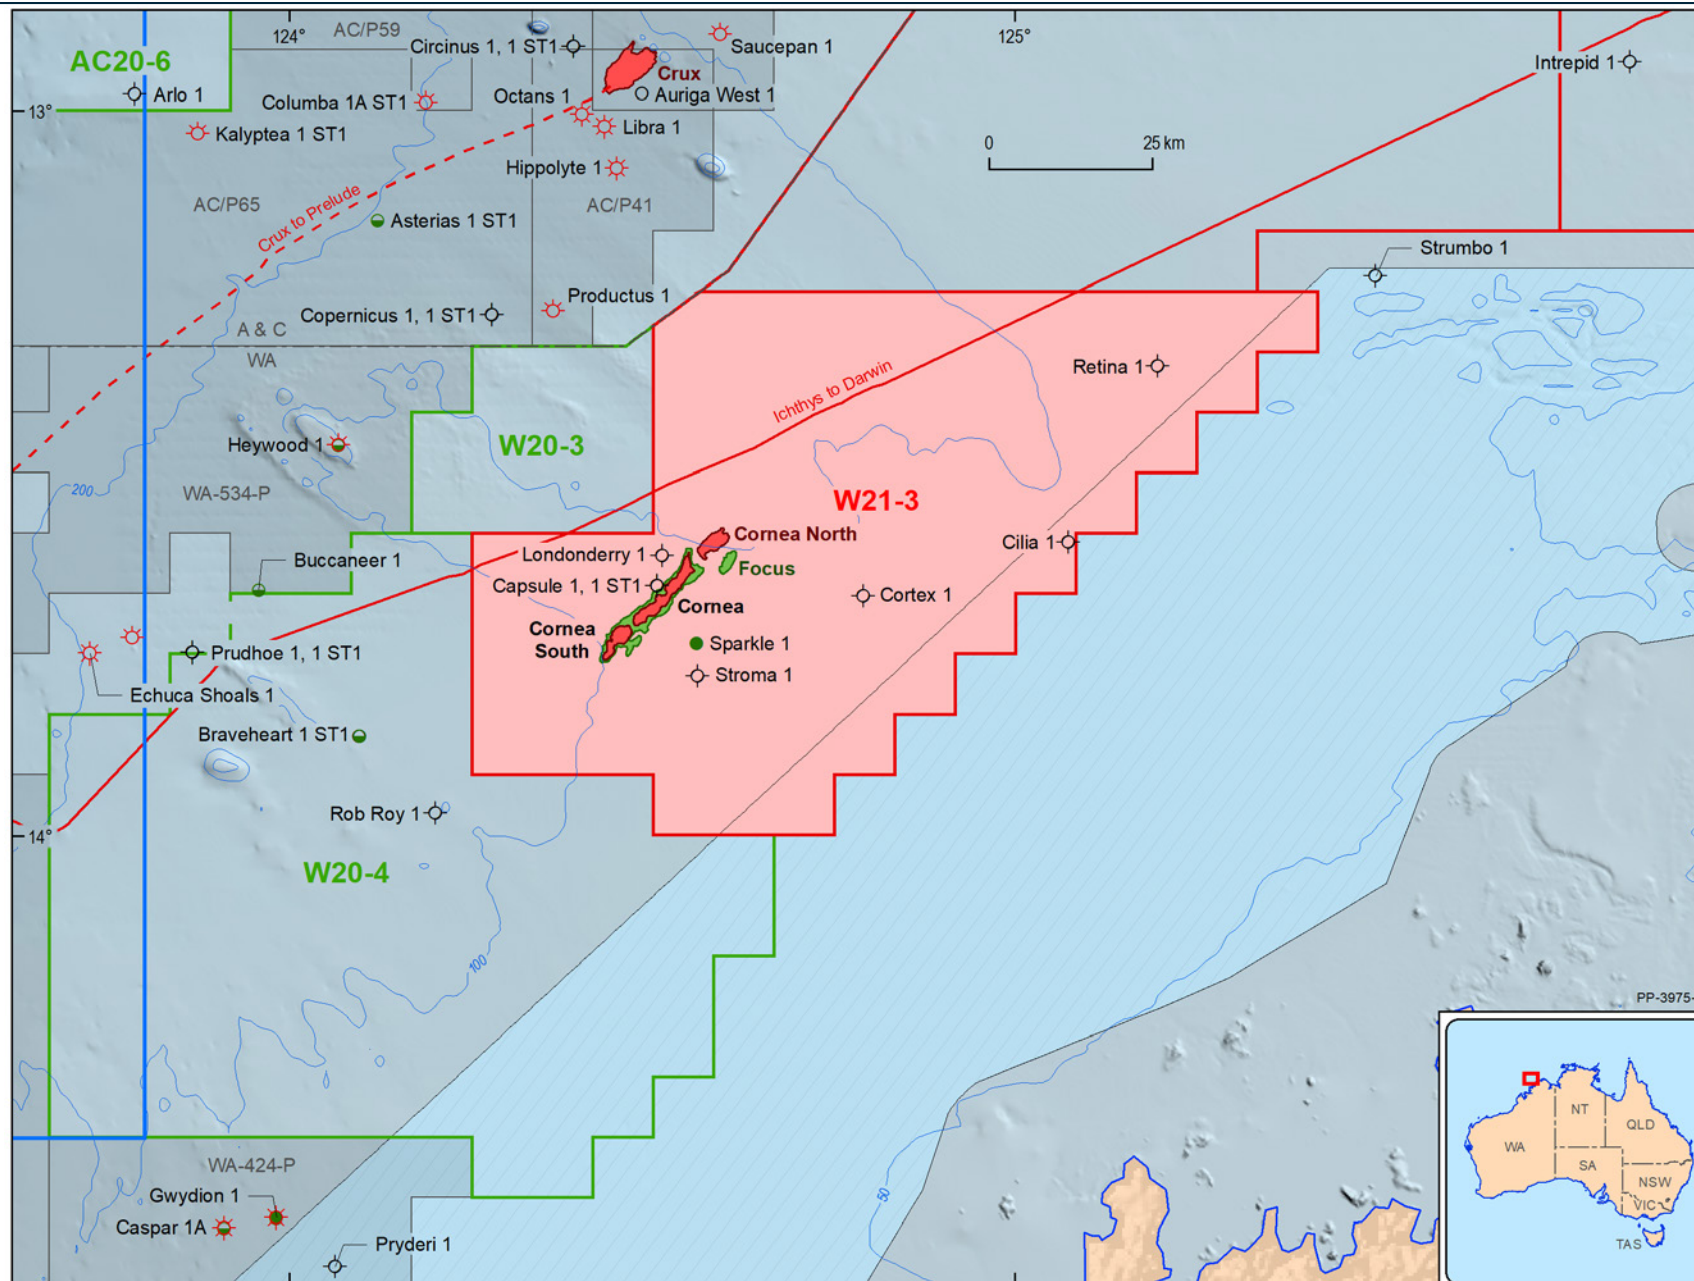 124°
AC/P59
Circinus 1, 1 ST1
Saucepan 1
125°
Intrepid 1
AC20-6
Crux
Arlo 1
Columba 1A ST1
Octans 1
Auriga West 1
13°
Kalyptea 1 ST1
Libra 1
0
25 km
Hippolyte 1
AC/P65
AC/P41
Crux to Prelude
Asterias 1 ST1
Strumbo 1
Productus 1
Copernicus 1, 1 ST1
A & C
WA
Retina 1
Ichthys to Darwin
Heywood 1
W20-3
200
WA-534-P
W21-3
Cornea North
Londonderry 1
Cilia 1
Buccaneer 1
Focus
Capsule 1, 1 ST1
Cortex 1
Cornea
Cornea
South
Sparkle 1
Prudhoe 1, 1 ST1
Stroma 1
Echuca Shoals 1
Braveheart 1 ST1
Rob Roy 1
14°
W20-4
100
PP-3975-
WA-424-P
Gwydion 1
Caspar 1A
Pryderi 1
50
NT
QLD
WA
SA
NSW
VIC
TAS